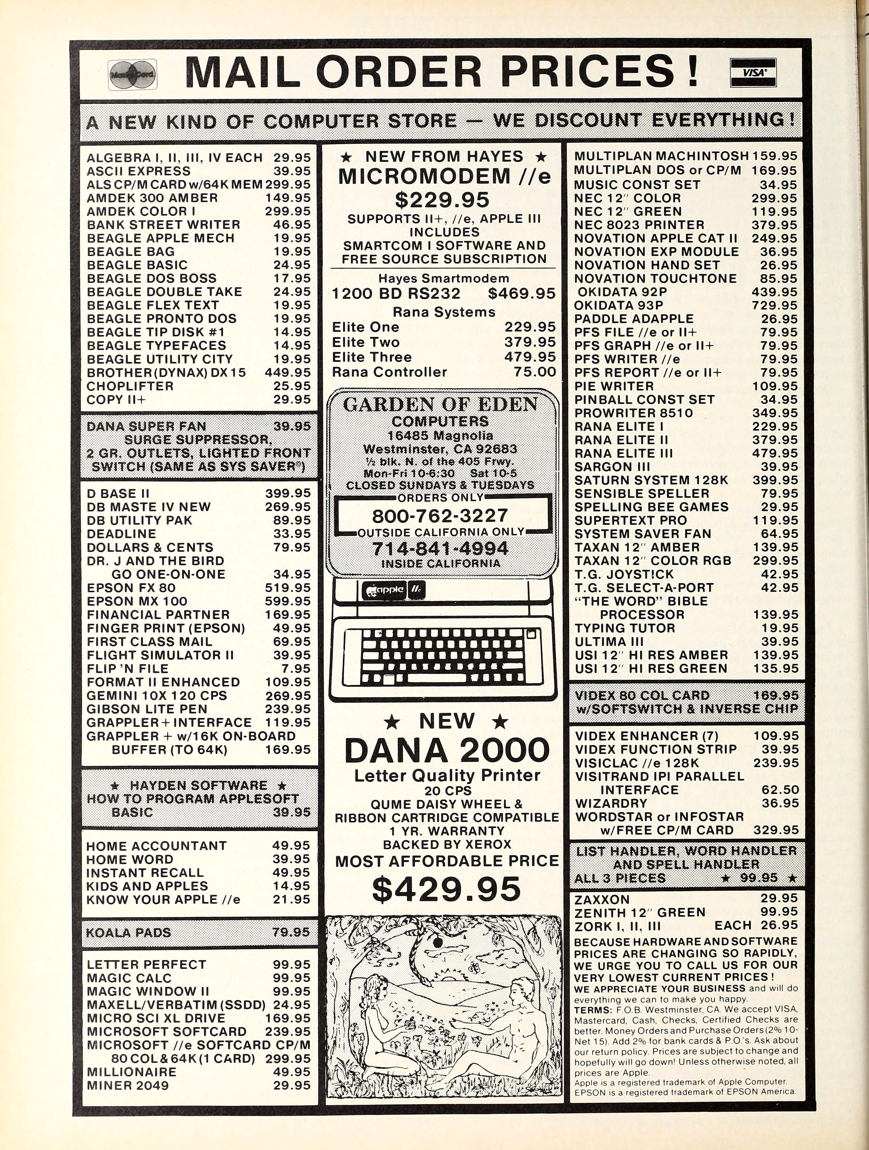 MasterCard
MAIL ORDER PRICES!
VISA®
A NEW KIND OF COMPUTER STORE — WE DISCOUNT EVERYTHING!
ALGEBRA I, II, III, IV EACH 29.95
ASCII EXPRESS 39.95
ALS CP/M CARD w/64K MEM 299.95
AMDEK 300 AMBER 149.95
AMDEK COLOR I 299.95
BANK STREET WRITER 46.95
BEAGLE APPLE MECH 19.95
BEAGLE BAG 19.95
BEAGLE BASIC 24.95
BEAGLE DOS BOSS 17.95
BEAGLE DOUBLE TAKE 24.95
BEAGLE FLEX TEXT 19.95
BEAGLE PRONTO DOS 19.95
BEAGLE TIP DISK #1 14.95
BEAGLE TYPEFACES 14.95
BEAGLE UTILITY CITY 19.95
BROTHER (DYNAX) DX 15 449.95
CHOPLIFTER 25.95
COPY II+ 29.95
DANA SUPER FAN 39.95
SURGE SUPPRESSOR,
2 GR. OUTLETS, LIGHTED FRONT
SWITCH (SAME AS SYS SAVER®)
D BASE II 399.95
DB MASTE IV NEW 269.95
DB UTILITY PAK 89.95
DEADLINE 33.95
DOLLARS & CENTS 79.95
DR. J AND THE BIRD
GO ONE-ON-ONE 34.95
EPSON FX 80 519.95
EPSON MX 100 599.95
FINANCIAL PARTNER 169.95
FINGER PRINT (EPSON) 49.95
FIRST CLASS MAIL 69.95
FLIGHT SIMULATOR II 39.95
FLIP 'N FILE 7.95
FORMAT II ENHANCED 109.95
GEMINI 10X 120 CPS 269.95
GIBSON LITE PEN 239.95
GRAPPLER + INTERFACE 119.95
GRAPPLER + w/16K ON-BOARD
BUFFER (TO 64K) 169.95
★ HAYDEN SOFTWARE ★
HOW TO PROGRAM APPLESOFT
BASIC 39.95
HOME ACCOUNTANT 49.95
HOME WORD 39.95
INSTANT RECALL 49.95
KIDS AND APPLES 14.95
KNOW YOUR APPLE //e 21.95
KOALA PADS 79.95
LETTER PERFECT 99.95
MAGIC CALC 99.95
MAGIC WINDOW II 99.95
MAXELL/VERBATIM (SSDD) 24.95
MICRO SCI XL DRIVE 169.95
MICROSOFT SOFTCARD 239.95
MICROSOFT //e SOFTCARD CP/M
80 COL & 64K (1 CARD) 299.95
MILLIONAIRE 49.95
MINER 2049 29.95
★ NEW FROM HAYES ★
MICROMODEM //e
$229.95
SUPPORTS II+, //e, APPLE III
INCLUDES
SMARTCOM I SOFTWARE AND
FREE SOURCE SUBSCRIPTION
Hayes Smartmodem
1200 BD RS232 $469.95
Rana Systems
Elite One 229.95
Elite Two 379.95
Elite Three 479.95
Rana Controller 75.00
GARDEN OF EDEN
COMPUTERS
16485 Magnolia
Westminster, CA 92683
½ blk. N. of the 405 Frwy.
Mon-Fri 10-6:30 Sat 10-5
CLOSED SUNDAYS & TUESDAYS
ORDERS ONLY
800-762-3227
OUTSIDE CALIFORNIA ONLY
714-841-4994
INSIDE CALIFORNIA
apple //e
★ NEW ★
DANA 2000
Letter Quality Printer
20 CPS
QUME DAISY WHEEL &
RIBBON CARTRIDGE COMPATIBLE
1 YR. WARRANTY
BACKED BY XEROX
MOST AFFORDABLE PRICE
$429.95
MULTIPLAN MACHINTOSH 159.95
MULTIPLAN DOS or CP/M 169.95
MUSIC CONST SET 34.95
NEC 12" COLOR 299.95
NEC 12" GREEN 119.95
NEC 8023 PRINTER 379.95
NOVATION APPLE CAT II 249.95
NOVATION EXP MODULE 36.95
NOVATION HAND SET 26.95
NOVATION TOUCHTONE 85.95
OKIDATA 92P 439.95
OKIDATA 93P 729.95
PADDLE ADAPPLE 26.95
PFS FILE //e or II+ 79.95
PFS GRAPH //e or II+ 79.95
PFS WRITER //e 79.95
PFS REPORT //e or II+ 79.95
PIE WRITER 109.95
PINBALL CONST SET 34.95
PROWRITER 8510 349.95
RANA ELITE I 229.95
RANA ELITE II 379.95
RANA ELITE III 479.95
SARGON III 39.95
SATURN SYSTEM 128K 399.95
SENSIBLE SPELLER 79.95
SPELLING BEE GAMES 29.95
SUPERTEXT PRO 119.95
SYSTEM SAVER FAN 64.95
TAXAN 12" AMBER 139.95
TAXAN 12" COLOR RGB 299.95
T.G. JOYSTICK 42.95
T.G. SELECT-A-PORT 42.95
"THE WORD" BIBLE
PROCESSOR 139.95
TYPING TUTOR 19.95
ULTIMA III 39.95
USI 12" HI RES AMBER 139.95
USI 12" HI RES GREEN 135.95
VIDEX 80 COL CARD 169.95
w/SOFTSWITCH & INVERSE CHIP
VIDEX ENHANCER (7) 109.95
VIDEX FUNCTION STRIP 39.95
VISICLAC //e 128K 239.95
VISITRAND IPI PARALLEL
INTERFACE 62.50
WIZARDRY 36.95
WORDSTAR or INFOSTAR
w/FREE CP/M CARD 329.95
LIST HANDLER, WORD HANDLER
AND SPELL HANDLER
ALL 3 PIECES ★ 99.95 ★
ZAXXON 29.95
ZENITH 12" GREEN 99.95
ZORK I, II, III EACH 26.95
BECAUSE HARDWARE AND SOFTWARE
PRICES ARE CHANGING SO RAPIDLY,
WE URGE YOU TO CALL US FOR OUR
VERY LOWEST CURRENT PRICES!
WE APPRECIATE YOUR BUSINESS and will do
everything we can to make you happy.
TERMS: F.O.B. Westminster, CA. We accept VISA,
Mastercard, Cash, Checks, Certified Checks are
better. Money Orders and Purchase Orders (2% 10-
Net 15). Add 2% for bank cards & P.O.'s. Ask about
our return policy. Prices are subject to change and
hopefully will go down! Unless otherwise noted, all
prices are Apple.
Apple is a registered trademark of Apple Computer.
EPSON is a registered trademark of EPSON America.